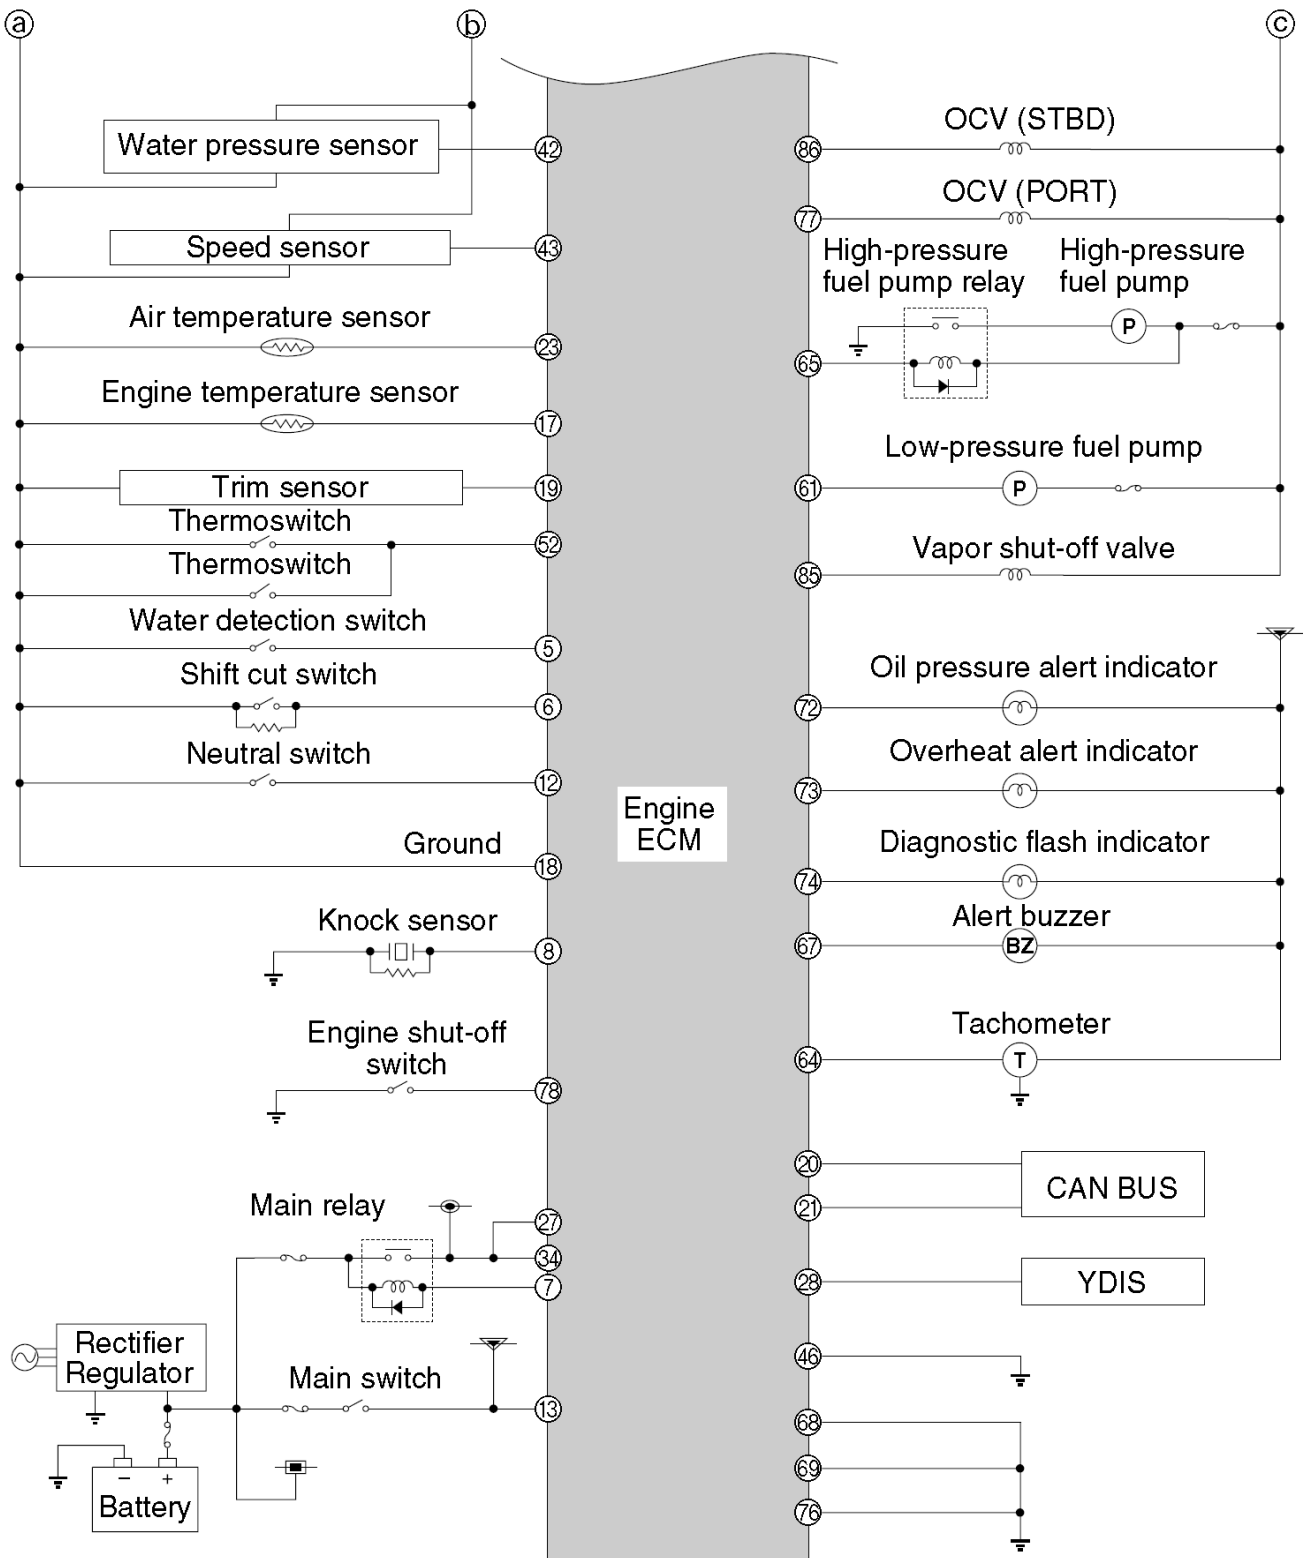 a
b
c
Water pressure sensor
42
Speed sensor
43
Air temperature sensor
23
Engine temperature sensor
17
Trim sensor
19
Thermoswitch
52
Thermoswitch
Water detection switch
5
Shift cut switch
6
Neutral switch
12
Ground
18
Knock sensor
8
Engine shut-off
switch
78
Main relay
27
34
7
Rectifier
Regulator
Main switch
13
− +
Battery
Engine
ECM
OCV (STBD)
86
OCV (PORT)
77
High-pressure
fuel pump relay
High-pressure
fuel pump
P
65
Low-pressure fuel pump
61
P
Vapor shut-off valve
85
Oil pressure alert indicator
72
Overheat alert indicator
73
Diagnostic flash indicator
74
Alert buzzer
67
BZ
Tachometer
64
T
20
CAN BUS
21
28
YDIS
46
68
69
76